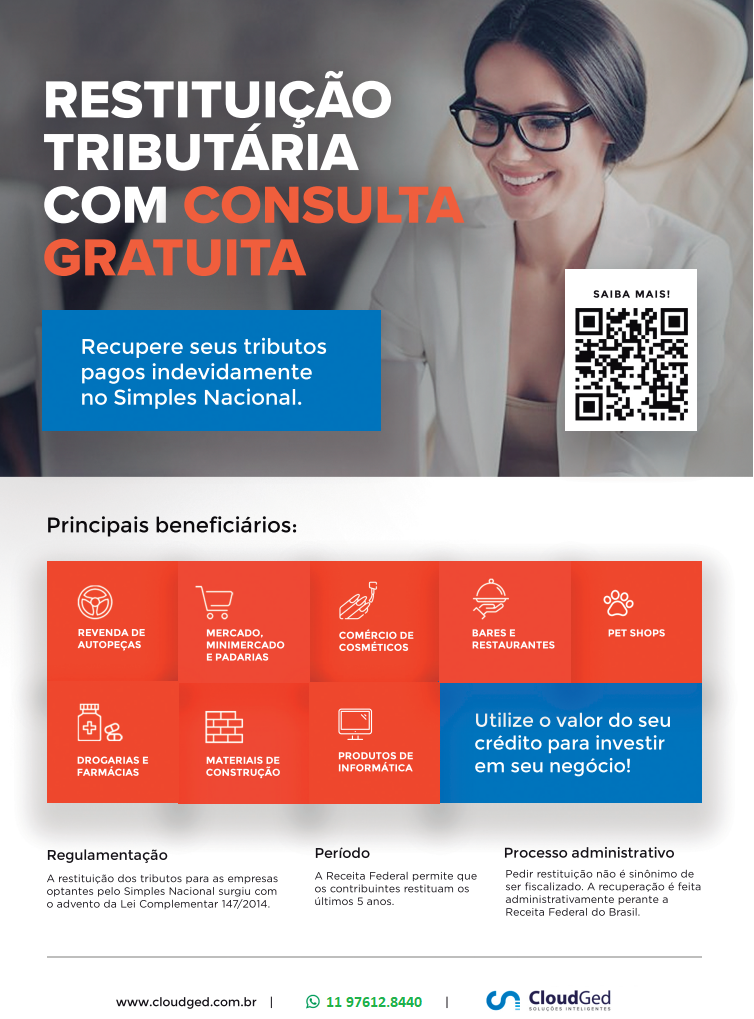 RESTITUIÇÃO
TRIBUTÁRIA
COM CONSULTA
GRATUITA
Recupere seus tributos
pagos indevidamente
no Simples Nacional.
SAIBA MAIS!
Principais beneficiários:
REVENDA DE
AUTOPEÇAS
MERCADO,
MINIMERCADO
E PADARIAS
COMÉRCIO DE
COSMÉTICOS
BARES E
RESTAURANTES
PET SHOPS
DROGARIAS E
FARMÁCIAS
MATERIAIS DE
CONSTRUÇÃO
PRODUTOS DE
INFORMÁTICA
Utilize o valor do seu
crédito para investir
em seu negócio!
Regulamentação
A restituição dos tributos para as empresas
optantes pelo Simples Nacional surgiu com
o advento da Lei Complementar 147/2014.
Período
A Receita Federal permite que
os contribuintes restituam os
últimos 5 anos.
Processo administrativo
Pedir restituição não é sinônimo de
ser fiscalizado. A recuperação é feita
administrativamente perante a
Receita Federal do Brasil.
www.cloudged.com.br | 11 97612.8440 | CloudGed
SOLUÇÕES INTELIGENTES